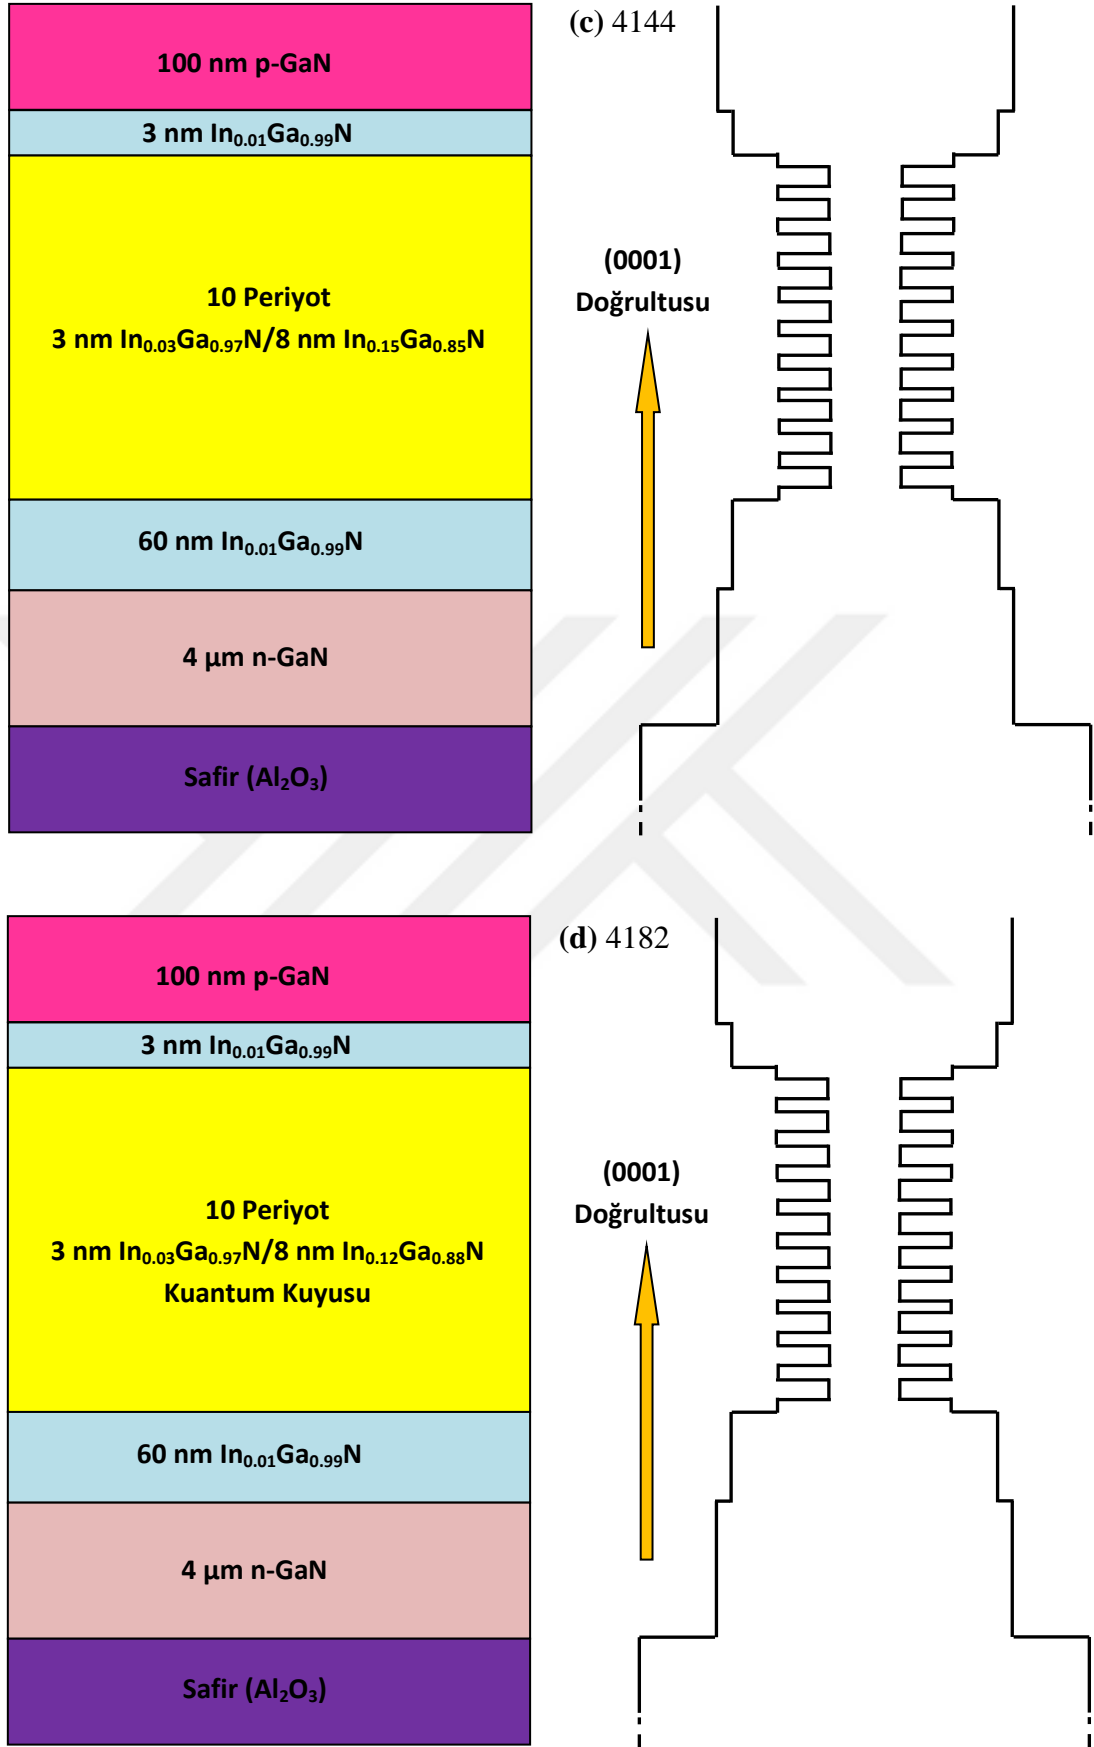 (c) 4144
100 nm p-GaN
3 nm In₀.₀₁Ga₀.₉₉N
10 Periyot
3 nm In₀.₀₃Ga₀.₉₇N/8 nm In₀.₁₅Ga₀.₈₅N
60 nm In₀.₀₁Ga₀.₉₉N
4 µm n-GaN
Safir (Al₂O₃)
(0001)
Doğrultusu
(d) 4182
100 nm p-GaN
3 nm In₀.₀₁Ga₀.₉₉N
10 Periyot
3 nm In₀.₀₃Ga₀.₉₇N/8 nm In₀.₁₂Ga₀.₈₈N
Kuantum Kuyusu
60 nm In₀.₀₁Ga₀.₉₉N
4 µm n-GaN
Safir (Al₂O₃)
(0001)
Doğrultusu